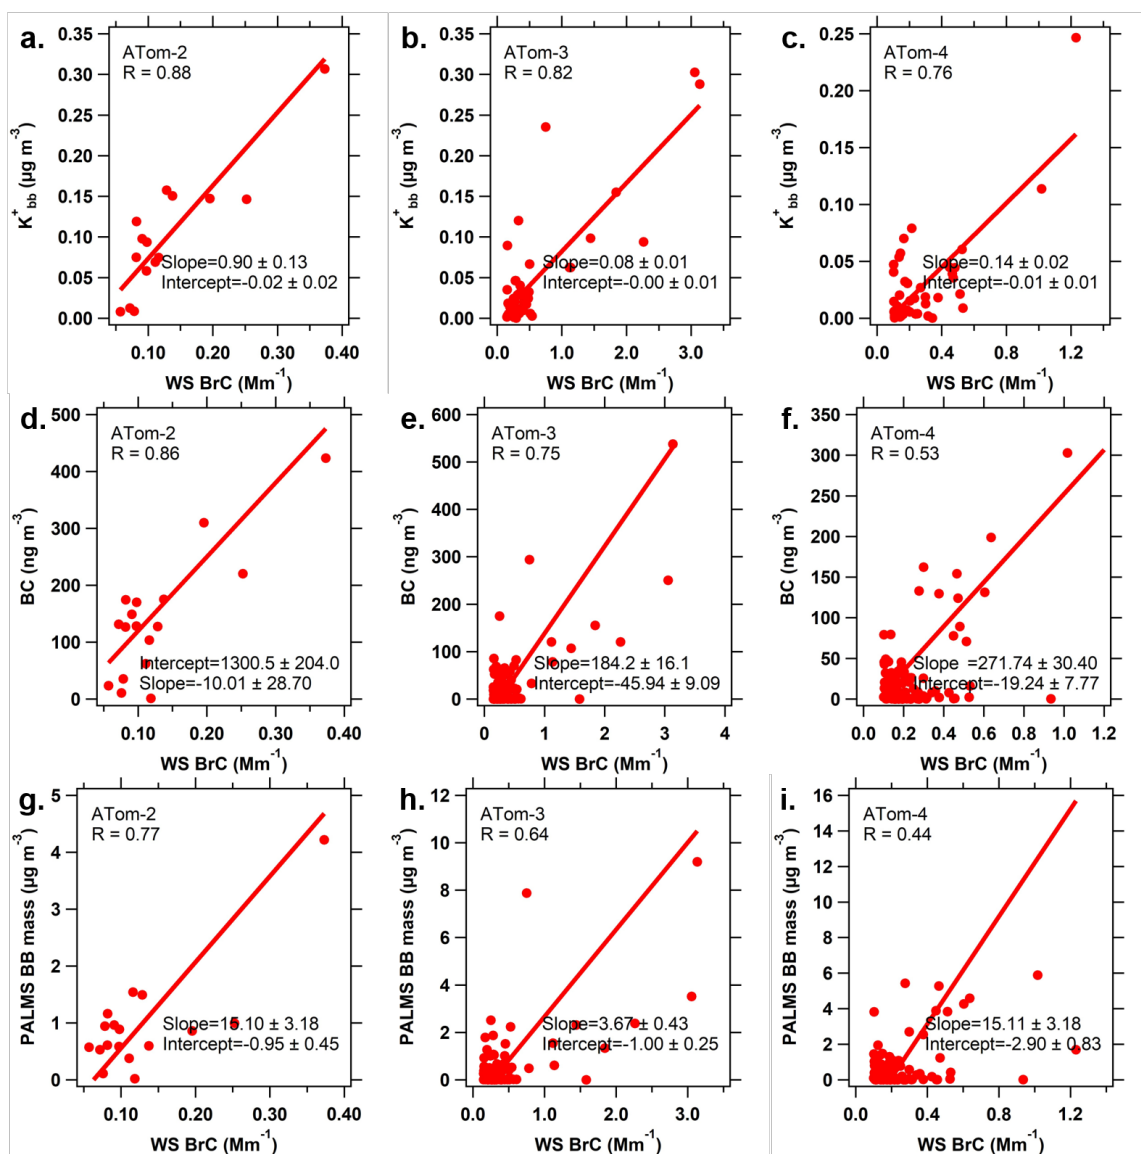 a.
ATom-2
R = 0.88
0.35
0.30
0.25
0.20
0.15
0.10
0.05
0.00
K⁺bb (µg m⁻³)
Slope=0.90 ± 0.13
Intercept=-0.02 ± 0.02
0.10 0.20 0.30 0.40
WS BrC (Mm⁻¹)
b.
ATom-3
R = 0.82
0.35
0.30
0.25
0.20
0.15
0.10
0.05
0.00
K⁺bb (µg m⁻³)
Slope=0.08 ± 0.01
Intercept=-0.00 ± 0.01
0.0 1.0 2.0 3.0
WS BrC (Mm⁻¹)
c.
ATom-4
R = 0.76
0.25
0.20
0.15
0.10
0.05
0.00
K⁺bb (µg m⁻³)
Slope=0.14 ± 0.02
Intercept=-0.01 ± 0.01
0.0 0.4 0.8 1.2
WS BrC (Mm⁻¹)
d.
ATom-2
R = 0.86
500
400
300
200
100
0
BC (ng m⁻³)
Intercept=1300.5 ± 204.0
Slope=-10.01 ± 28.70
0.10 0.20 0.30 0.40
WS BrC (Mm⁻¹)
e.
ATom-3
R = 0.75
600
500
400
300
200
100
0
BC (ng m⁻³)
Slope=184.2 ± 16.1
Intercept=-45.94 ± 9.09
0 1 2 3 4
WS BrC (Mm⁻¹)
f.
ATom-4
R = 0.53
350
300
250
200
150
100
50
0
BC (ng m⁻³)
Slope =271.74 ± 30.40
Intercept=-19.24 ± 7.77
0.0 0.2 0.4 0.6 0.8 1.0 1.2
WS BrC (Mm⁻¹)
g.
ATom-2
R = 0.77
5
4
3
2
1
0
PALMS BB mass (µg m⁻³)
Slope=15.10 ± 3.18
Intercept=-0.95 ± 0.45
0.10 0.20 0.30 0.40
WS BrC (Mm⁻¹)
h.
ATom-3
R = 0.64
12
10
8
6
4
2
0
PALMS BB mass (µg m⁻³)
Slope=3.67 ± 0.43
Intercept=-1.00 ± 0.25
0.0 1.0 2.0 3.0
WS BrC (Mm⁻¹)
i.
ATom-4
R = 0.44
16
14
12
10
8
6
4
2
0
PALMS BB mass (µg m⁻³)
Slope=15.11 ± 3.18
Intercept=-2.90 ± 0.83
0.0 0.4 0.8 1.2
WS BrC (Mm⁻¹)